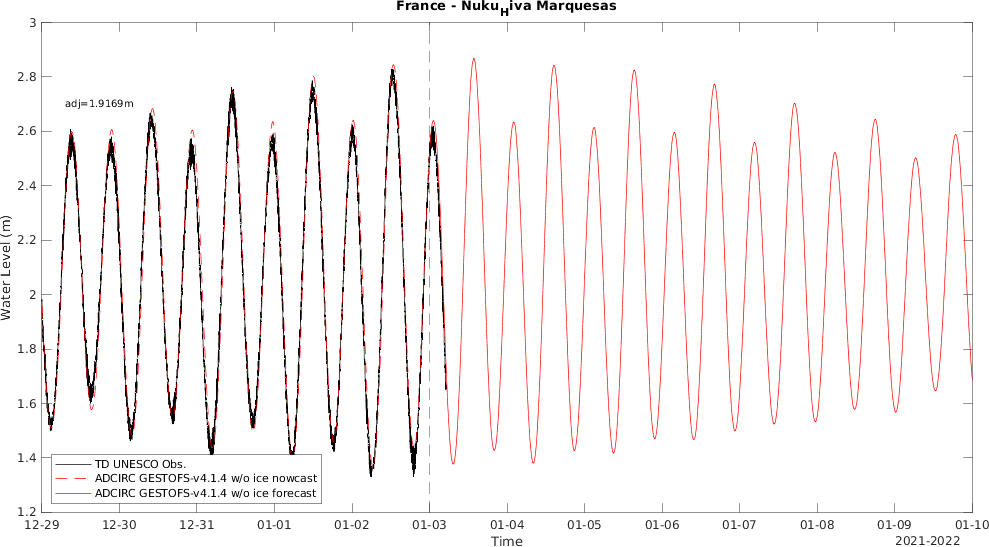 France - Nuku_Hiva Marquesas
3
2.8
adj=1.9169m
2.6
2.4
2.2
Water Level (m)
2
1.8
1.6
1.4
TD UNESCO Obs.
ADCIRC GESTOFS-v4.1.4 w/o ice nowcast
ADCIRC GESTOFS-v4.1.4 w/o ice forecast
1.2
12-29 12-30 12-31 01-01 01-02 01-03 01-04 01-05 01-06 01-07 01-08 01-09 01-10
Time
2021-2022